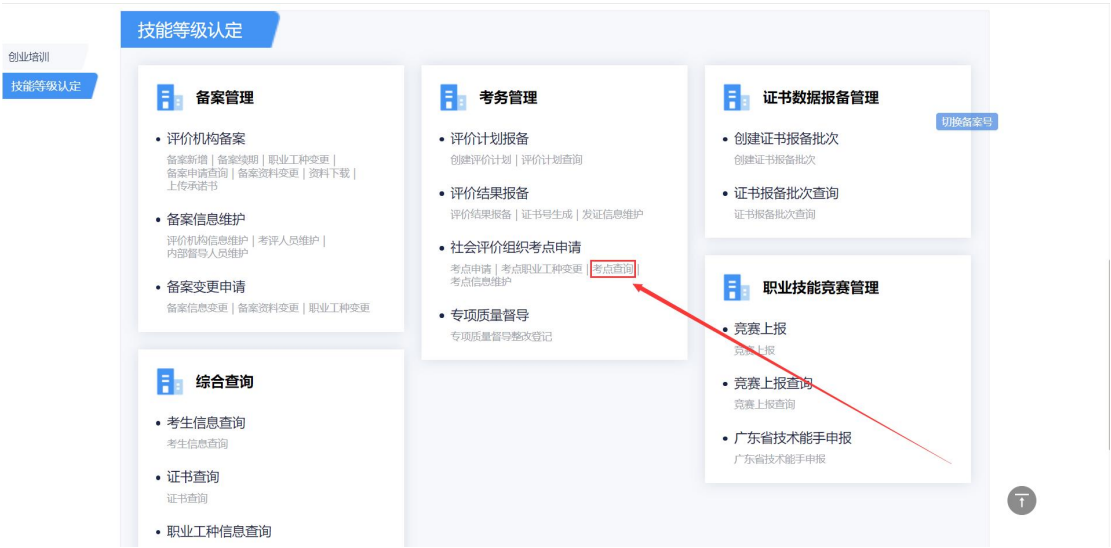 技能等级认定
创业培训
技能等级认定
备案管理
评价机构备案
备案新增 | 备案续期 | 职业工种变更 |
备案申请查询 | 备案资料变更 | 资料下载 |
上传承诺书
备案信息维护
评价机构信息维护 | 考评人员维护 |
内部督导人员维护
备案变更申请
备案信息变更 | 备案资料变更 | 职业工种变更
考务管理
评价计划报备
创建评价计划 | 评价计划查询
评价结果报备
评价结果报备 | 证书号生成 | 发证信息维护
社会评价组织考点申请
考点申请 | 考点职业工种变更 | 考点查询 |
考点信息维护
专项质量督导
专项质量督导整改登记
证书数据报备管理
切换备案号
创建证书报备批次
创建证书报备批次
证书报备批次查询
证书报备批次查询
职业技能竞赛管理
竞赛上报
竞赛上报
竞赛上报查询
竞赛上报查询
广东省技术能手申报
广东省技术能手申报
综合查询
考生信息查询
考生信息查询
证书查询
证书查询
职业工种信息查询